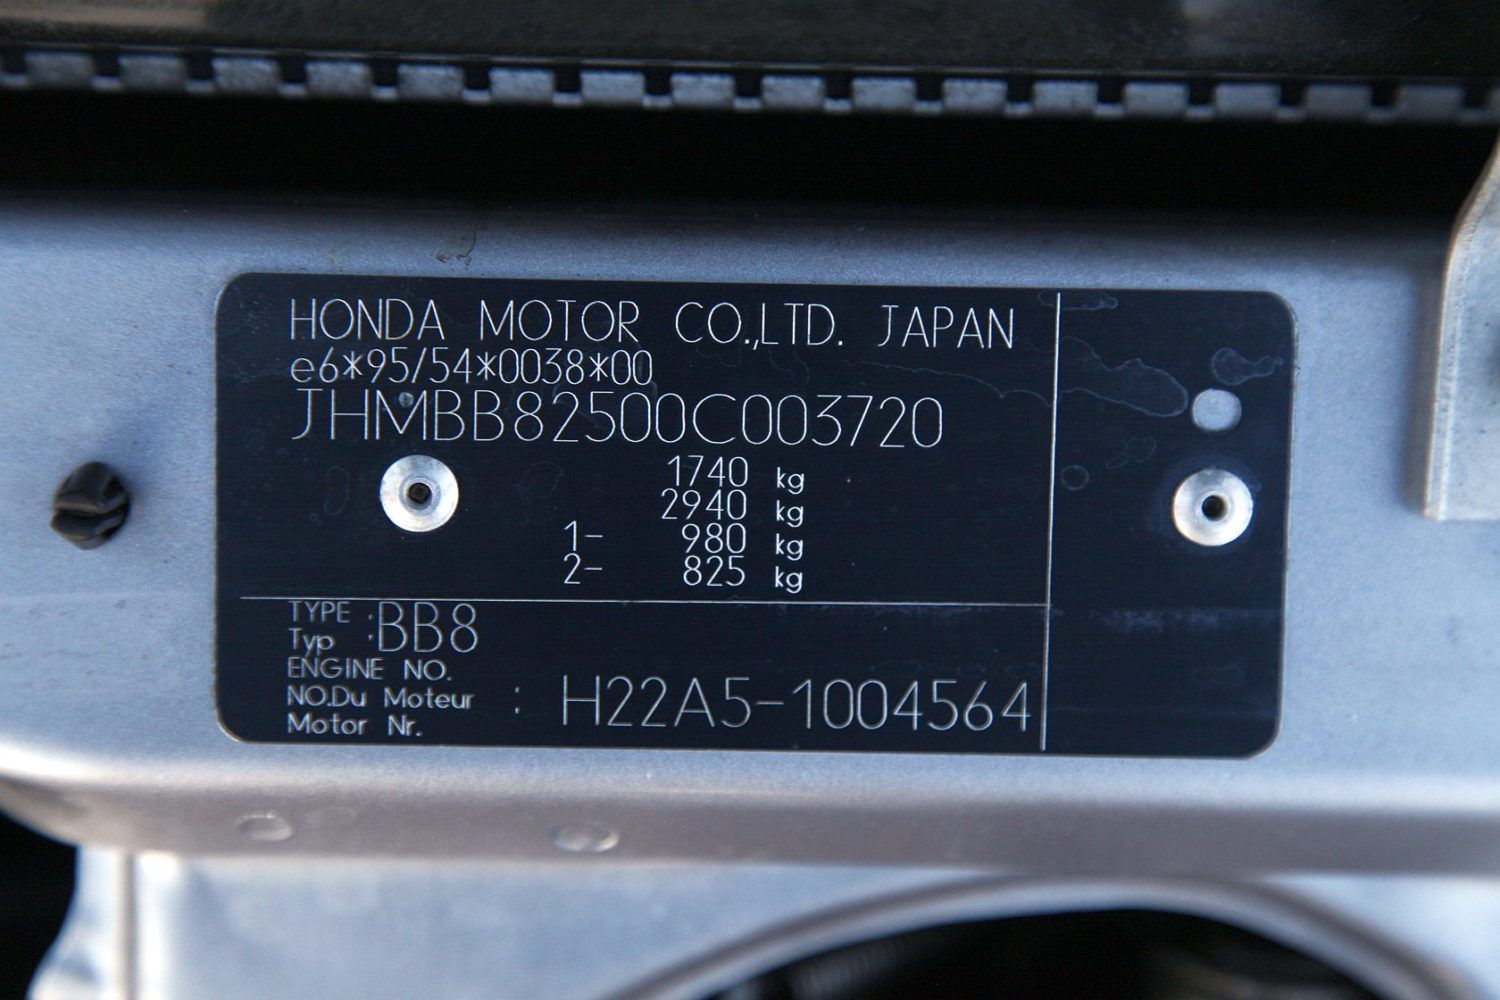 HONDA MOTOR CO.,LTD. JAPAN
e6*95/54*0038*00
JHMBB82500C003720
1740 kg
2940 kg
1- 980 kg
2- 825 kg
TYPE :
Typ : BB8
ENGINE NO.
NO.Du Moteur : H22A5-1004564
Motor Nr.